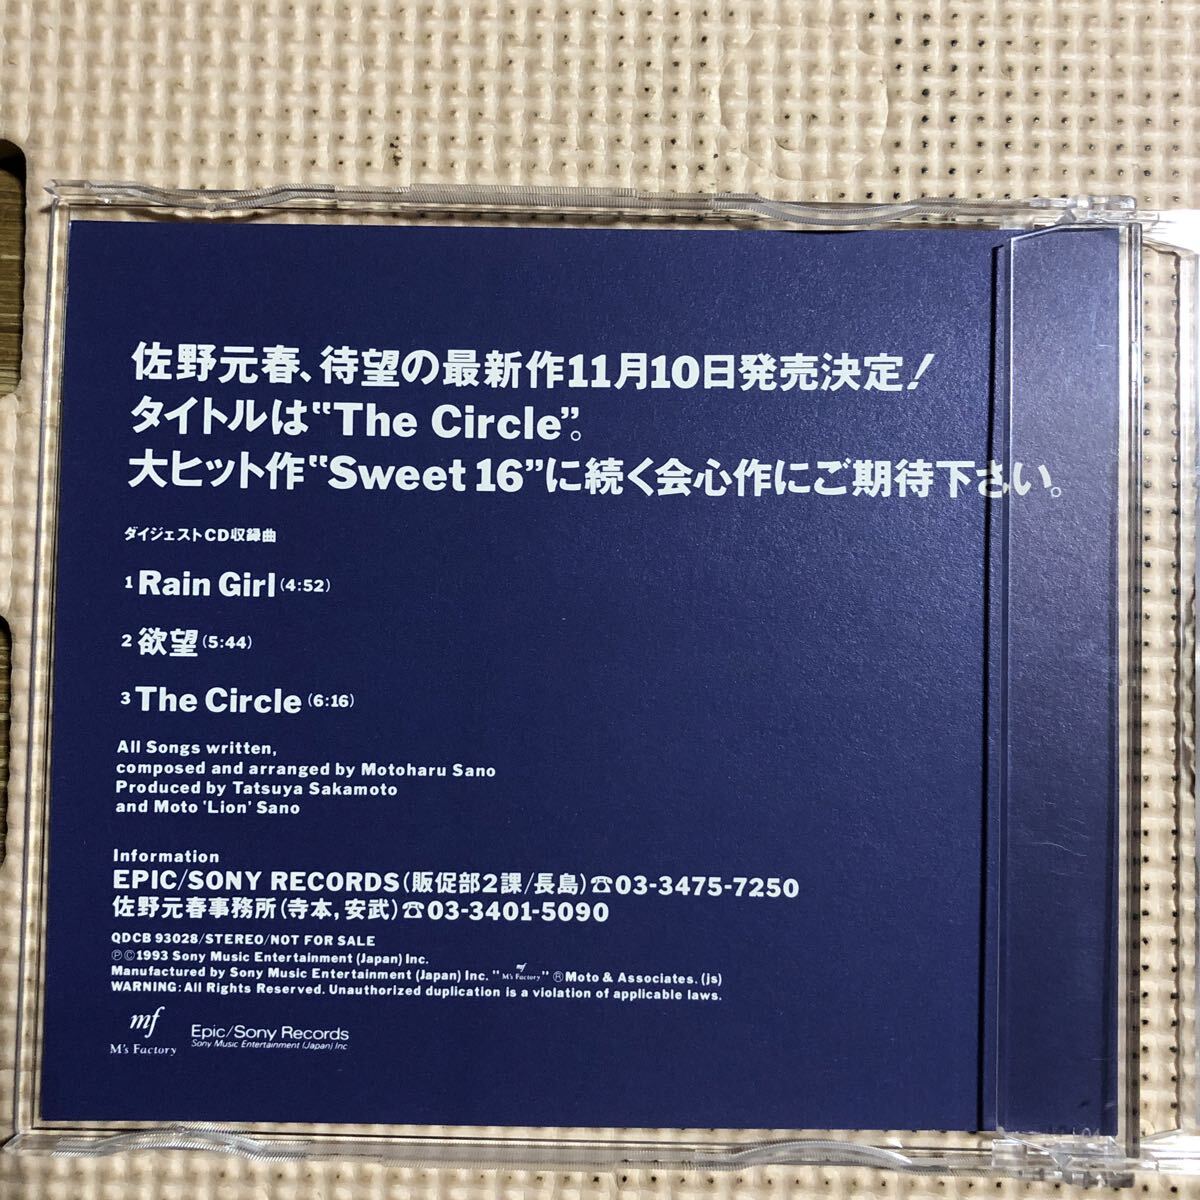 佐野元春、待望の最新作11月10日発売決定!
タイトルは“The Circle”。
大ヒット作“Sweet 16”に続く会心作にご期待下さい。
ダイジェストCD収録曲
1 Rain Girl (4:52)
2 欲望 (5:44)
3 The Circle (6:16)
All Songs written,
composed and arranged by Motoharu Sano
Produced by Tatsuya Sakamoto
and Moto 'Lion' Sano
Information
EPIC/SONY RECORDS(販促部2課/長島)☎03-3475-7250
佐野元春事務所(寺本,安武)☎03-3401-5090
QDCB 93028/STEREO/NOT FOR SALE
ⓅⒸ1993 Sony Music Entertainment (Japan) Inc.
Manufactured by Sony Music Entertainment (Japan) Inc. "mf M's Factory" ⓇMoto & Associates. (js)
WARNING: All Rights Reserved. Unauthorized duplication is a violation of applicable laws.
mf
M's Factory
Epic/Sony Records
Sony Music Entertainment (Japan) Inc